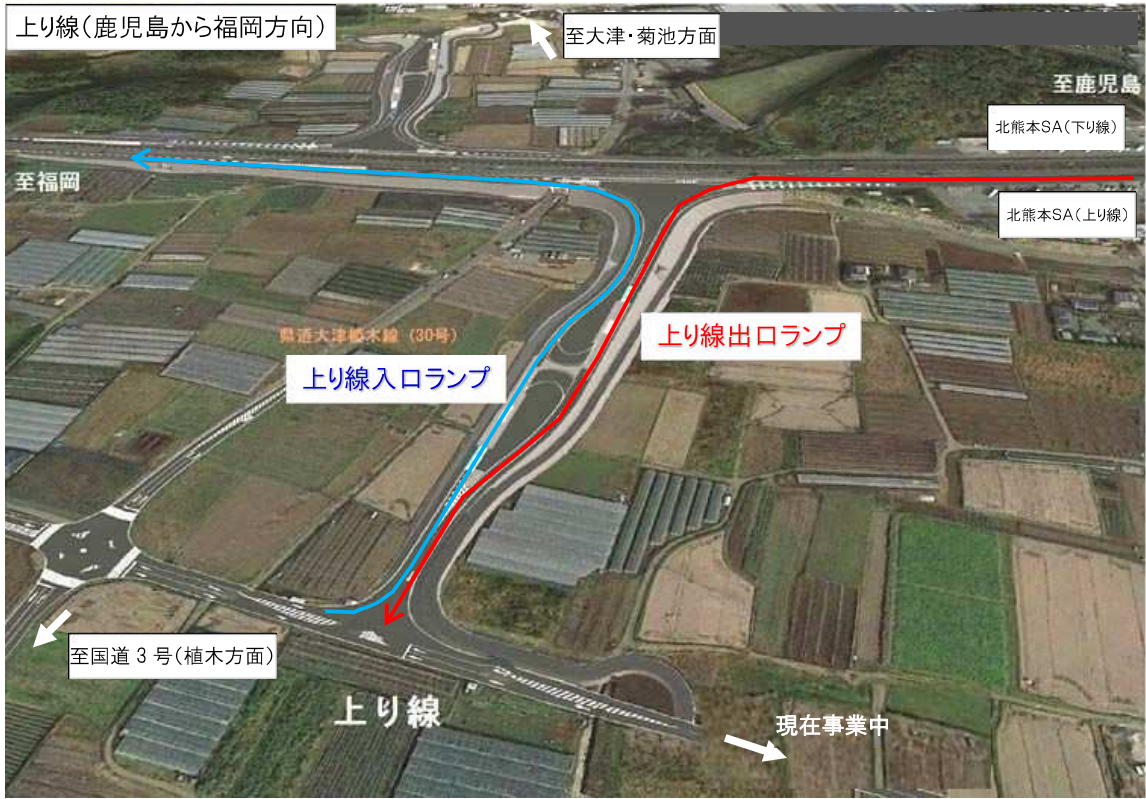 上り線(鹿児島から福岡方向)
至大津・菊池方面
至鹿児島
北熊本SA(下り線)
至福岡
北熊本SA(上り線)
県道大津植木線 (30号)
上り線出口ランプ
上り線入口ランプ
至国道3号(植木方面)
上り線
現在事業中